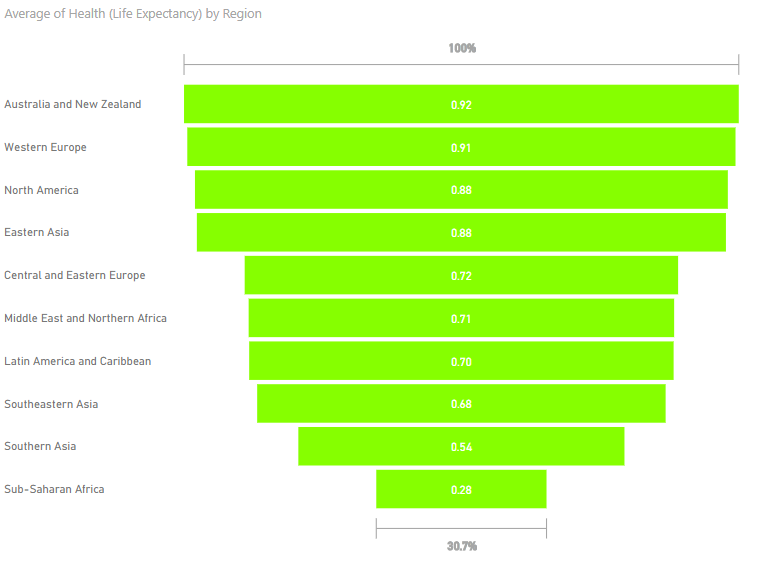 Average of Health (Life Expectancy) by Region
100%
Australia and New Zealand 0.92
Western Europe 0.91
North America 0.88
Eastern Asia 0.88
Central and Eastern Europe 0.72
Middle East and Northern Africa 0.71
Latin America and Caribbean 0.70
Southeastern Asia 0.68
Southern Asia 0.54
Sub-Saharan Africa 0.28
30.7%